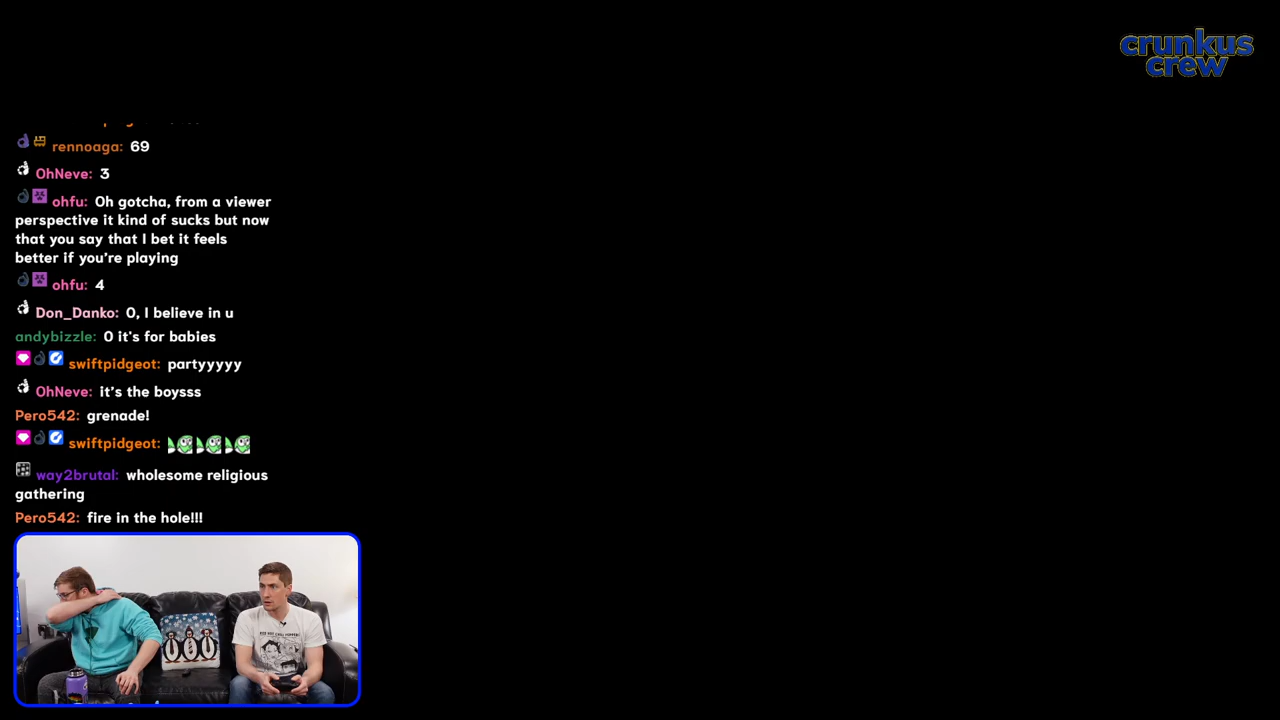 crunkus
crew
rennoaga: 69
OhNeve: 3
ohfu: Oh gotcha, from a viewer
perspective it kind of sucks but now
that you say that I bet it feels
better if you're playing
ohfu: 4
Don_Danko: 0, I believe in u
andybizzle: 0 it's for babies
swiftpidgeot: partyyyyy
OhNeve: it's the boysss
Pero542: grenade!
swiftpidgeot:
way2brutal: wholesome religious
gathering
Pero542: fire in the hole!!!